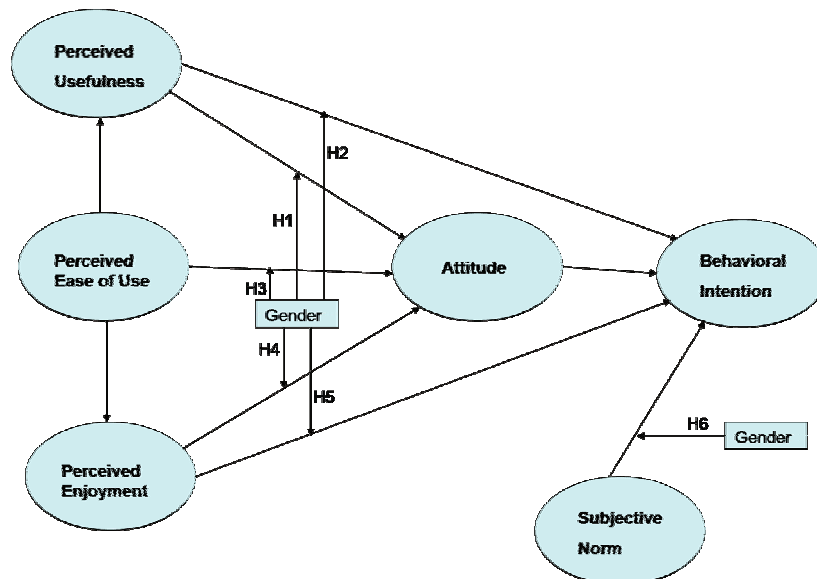 Perceived
Usefulness
H2
H1
Perceived
Ease of Use
Attitude
Behavioral
Intention
H3
Gender
H4
H5
H6
Gender
Perceived
Enjoyment
Subjective
Norm